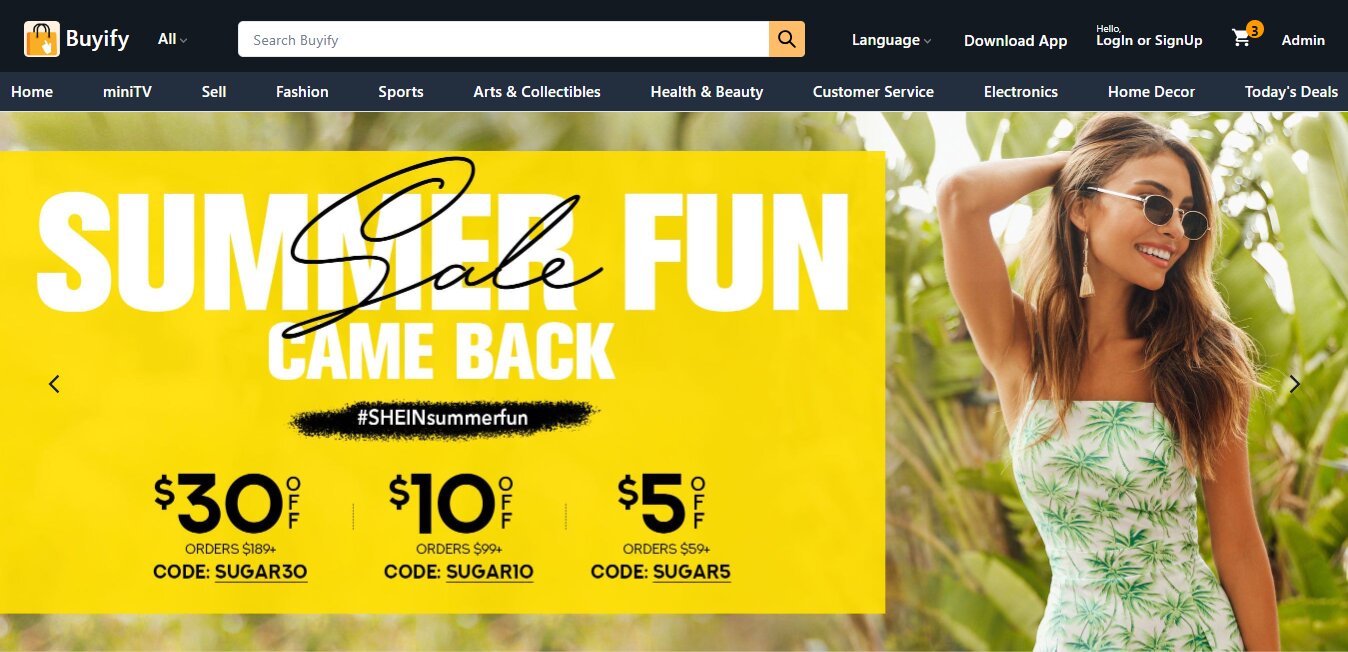 Buyify
All
Search Buyify
Language
Download App
Hello,
LogIn or SignUp
3
Admin
Home miniTV Sell Fashion Sports Arts & Collectibles Health & Beauty Customer Service Electronics Home Decor Today's Deals
SUMMER FUN
Sale
CAME BACK
#SHEINsummerfun
$30 OFF
ORDERS $189+
CODE: SUGAR30
$10 OFF
ORDERS $99+
CODE: SUGAR10
$5 OFF
ORDERS $59+
CODE: SUGAR5